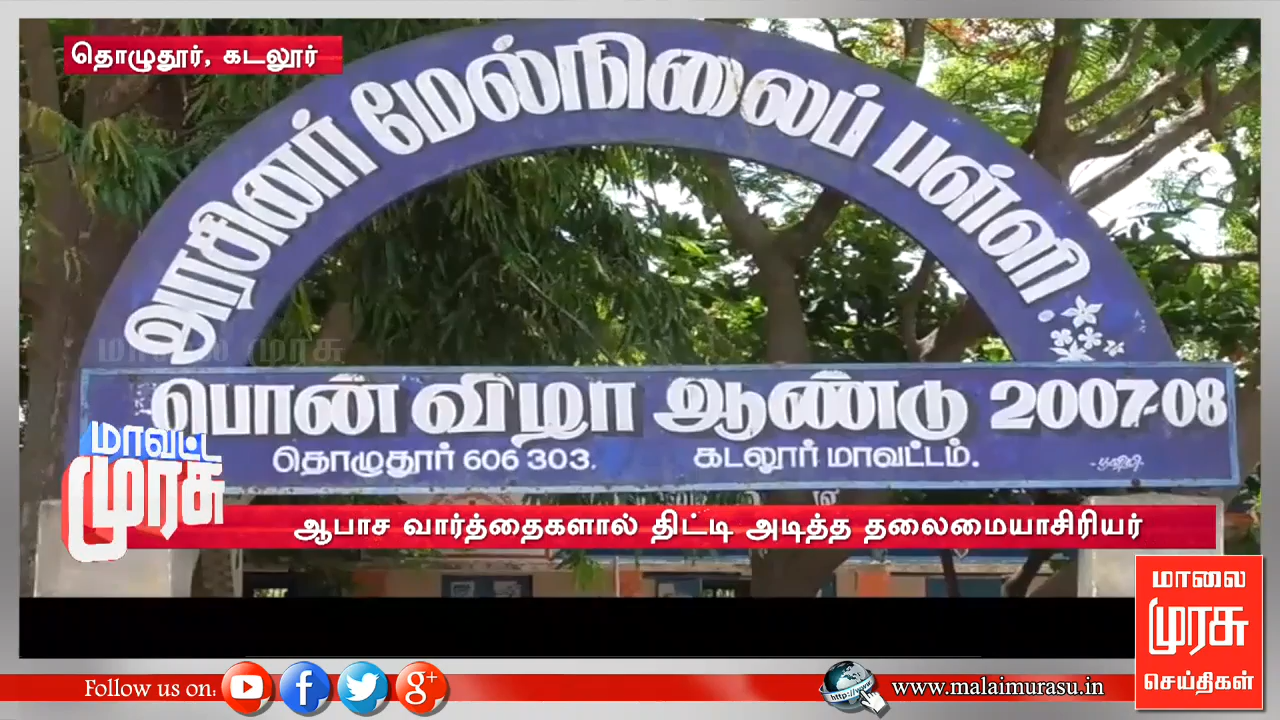 தொழுதூர், கடலூர்
அரசினர் மேல்நிலைப் பள்ளி
மாலை முரசு
பொன் விழா ஆண்டு 2007-08
தொழுதூர் 606 303. கடலூர் மாவட்டம்.
மாவட்ட
முரசு
ஆபாச வார்த்தைகளால் திட்டி அடித்த தலைமையாசிரியர்
மாலை
முரசு
செய்திகள்
Follow us on: www.malaimurasu.in